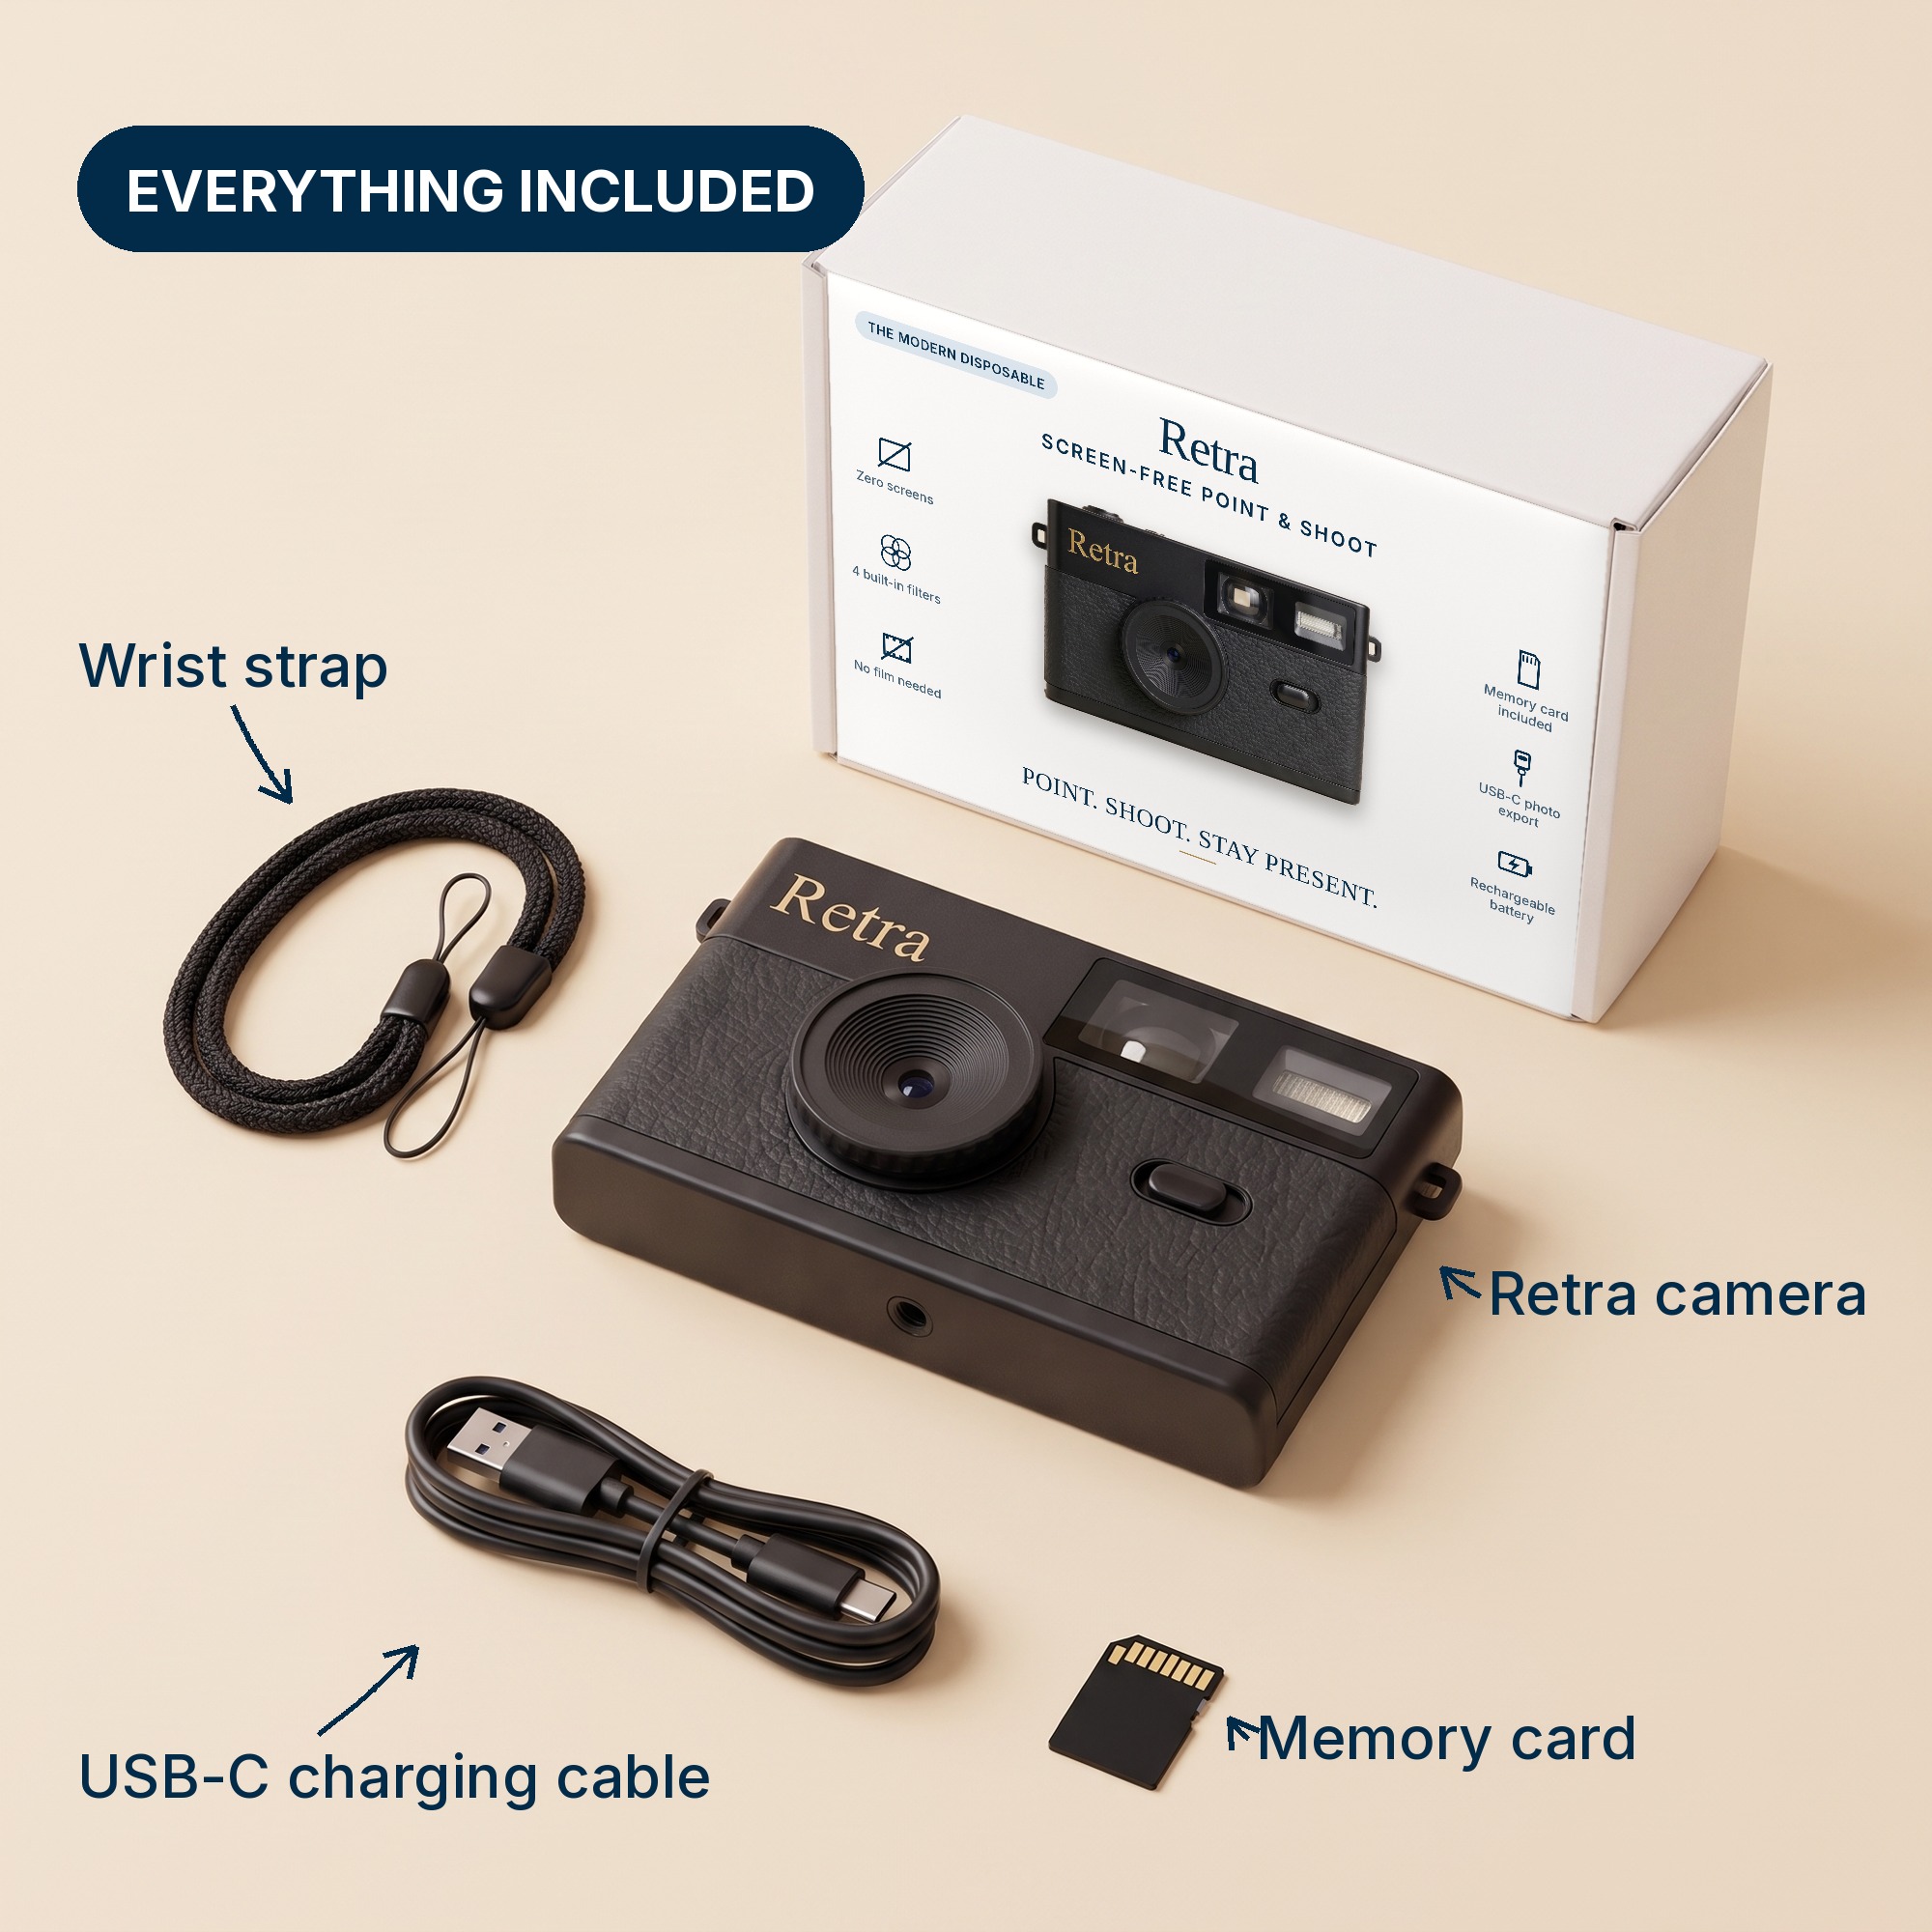 EVERYTHING INCLUDED
THE MODERN DISPOSABLE
Retra
SCREEN-FREE POINT & SHOOT
Zero screens
4 built-in filters
No film needed
Retra
Memory card
included
USB-C photo
export
Rechargeable
battery
POINT. SHOOT. STAY PRESENT.
Wrist strap
Retra
Retra camera
USB-C charging cable
Memory card